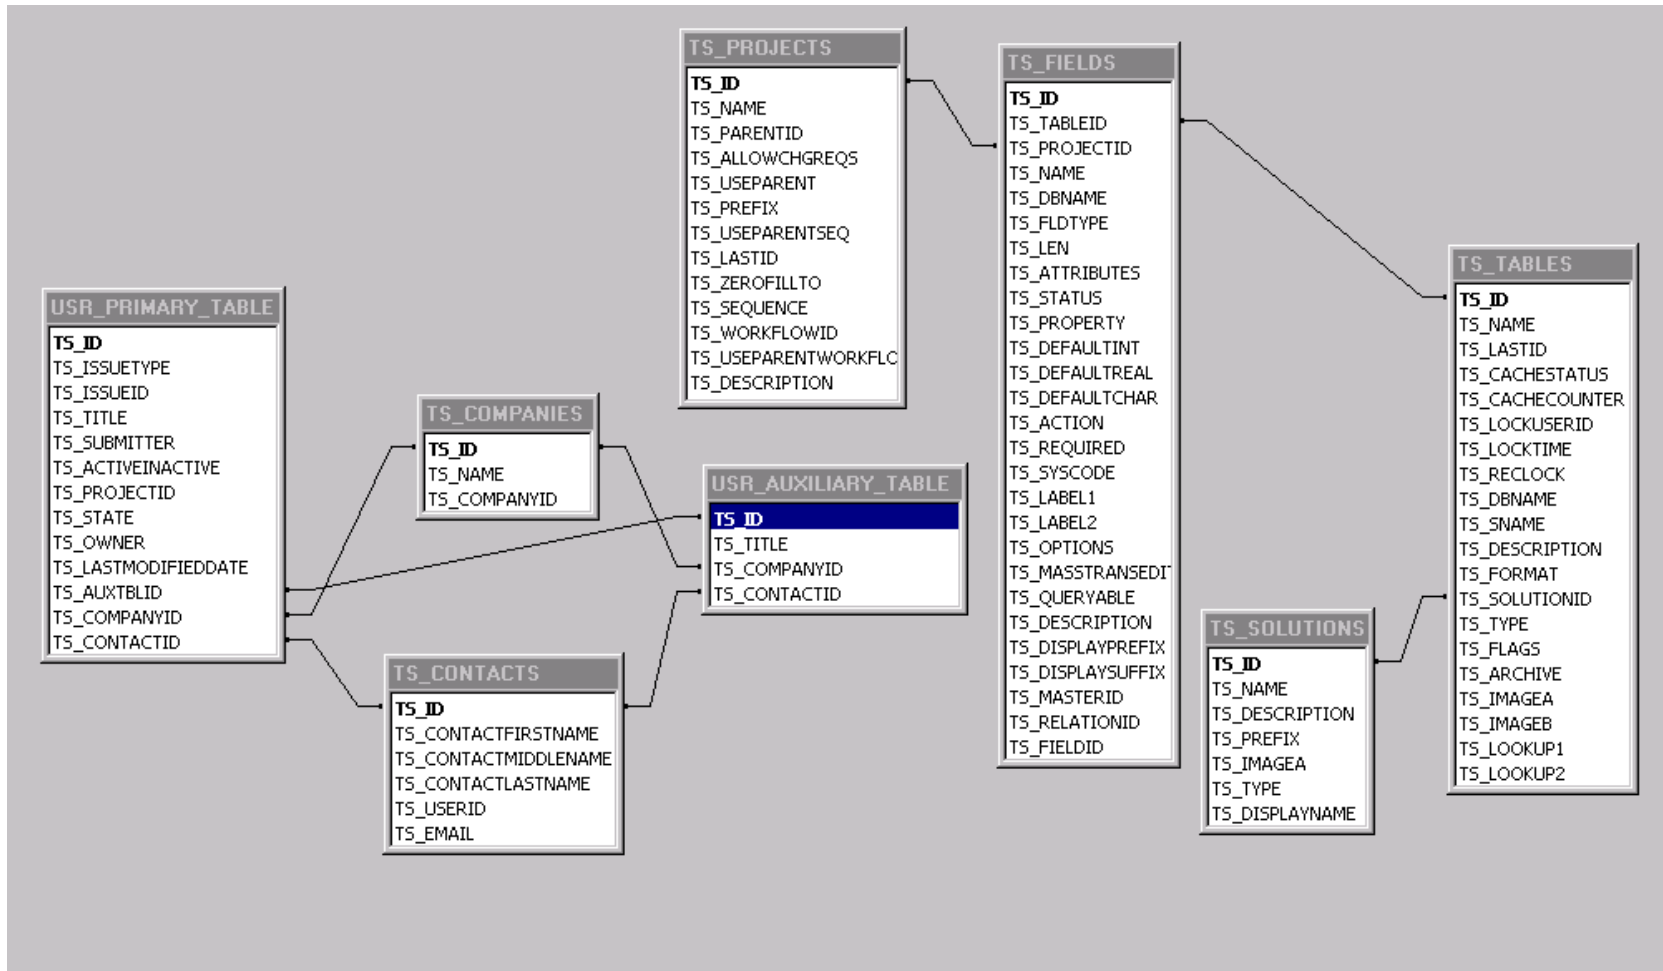 TS_PROJECTS
TS_ID
TS_NAME
TS_PARENTID
TS_ALLOWCHGREQS
TS_USEPARENT
TS_PREFIX
TS_USEPARENTSEQ
TS_LASTID
TS_ZEROFILLTO
TS_SEQUENCE
TS_WORKFLOWID
TS_USEPARENTWORKFLC
TS_DESCRIPTION
TS_FIELDS
TS_ID
TS_TABLEID
TS_PROJECTID
TS_NAME
TS_DBNAME
TS_FLDTYPE
TS_LEN
TS_ATTRIBUTES
TS_STATUS
TS_PROPERTY
TS_DEFAULTINT
TS_DEFAULTREAL
TS_DEFAULTCHAR
TS_ACTION
TS_REQUIRED
TS_SYSCODE
TS_LABEL1
TS_LABEL2
TS_OPTIONS
TS_MASSTRANSEDIT
TS_QUERYABLE
TS_DESCRIPTION
TS_DISPLAYPREFIX
TS_DISPLAYSUFFIX
TS_MASTERID
TS_RELATIONID
TS_FIELDID
TS_TABLES
TS_ID
TS_NAME
TS_LASTID
TS_CACHESTATUS
TS_CACHECOUNTER
TS_LOCKUSERID
TS_LOCKTIME
TS_RECLOCK
TS_DBNAME
TS_SNAME
TS_DESCRIPTION
TS_FORMAT
TS_SOLUTIONID
TS_TYPE
TS_FLAGS
TS_ARCHIVE
TS_IMAGEA
TS_IMAGEB
TS_LOOKUP1
TS_LOOKUP2
USR_PRIMARY_TABLE
TS_ID
TS_ISSUETYPE
TS_ISSUEID
TS_TITLE
TS_SUBMITTER
TS_ACTIVEINACTIVE
TS_PROJECTID
TS_STATE
TS_OWNER
TS_LASTMODIFIEDDATE
TS_AUXTBLID
TS_COMPANYID
TS_CONTACTID
TS_COMPANIES
TS_ID
TS_NAME
TS_COMPANYID
USR_AUXILIARY_TABLE
TS_ID
TS_TITLE
TS_COMPANYID
TS_CONTACTID
TS_CONTACTS
TS_ID
TS_CONTACTFIRSTNAME
TS_CONTACTMIDDLENAME
TS_CONTACTLASTNAME
TS_USERID
TS_EMAIL
TS_SOLUTIONS
TS_ID
TS_NAME
TS_DESCRIPTION
TS_PREFIX
TS_IMAGEA
TS_TYPE
TS_DISPLAYNAME